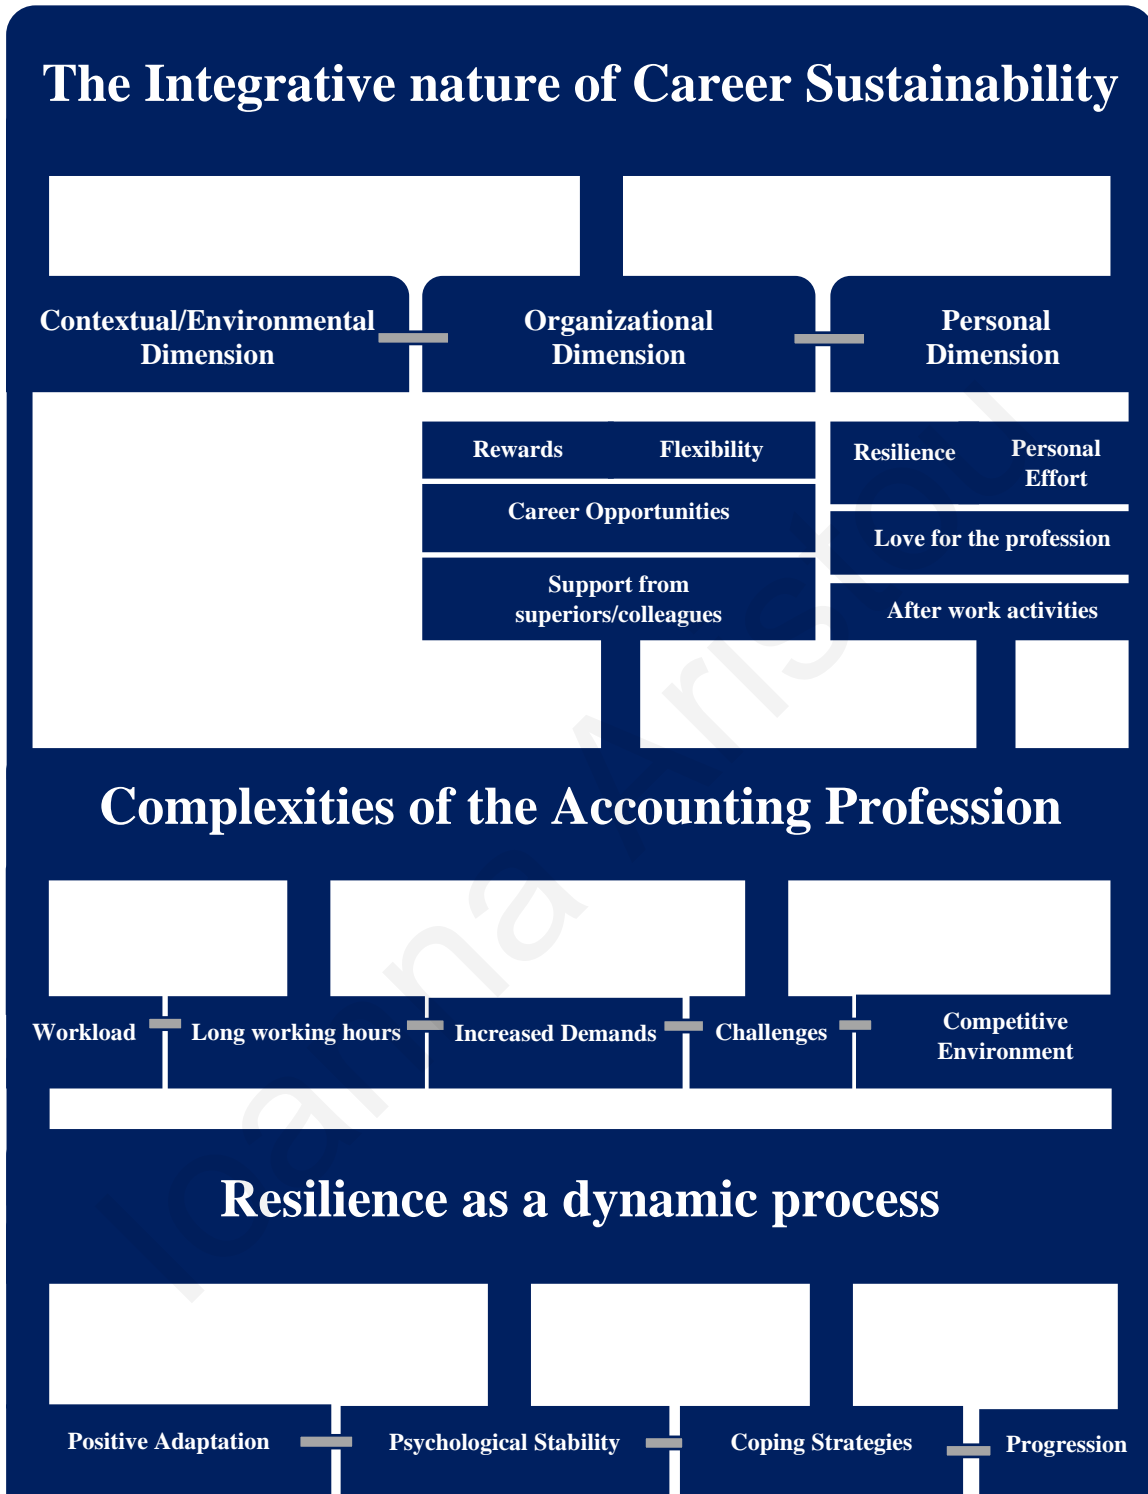 The Integrative nature of Career Sustainability
Contextual/Environmental
Dimension
Organizational
Dimension
Personal
Dimension
Rewards
Flexibility
Resilience
Personal
Effort
Career Opportunities
Love for the profession
Support from
superiors/colleagues
After work activities
Complexities of the Accounting Profession
Workload
Long working hours
Increased Demands
Challenges
Competitive
Environment
Resilience as a dynamic process
Positive Adaptation
Psychological Stability
Coping Strategies
Progression
Ioanna Aristou